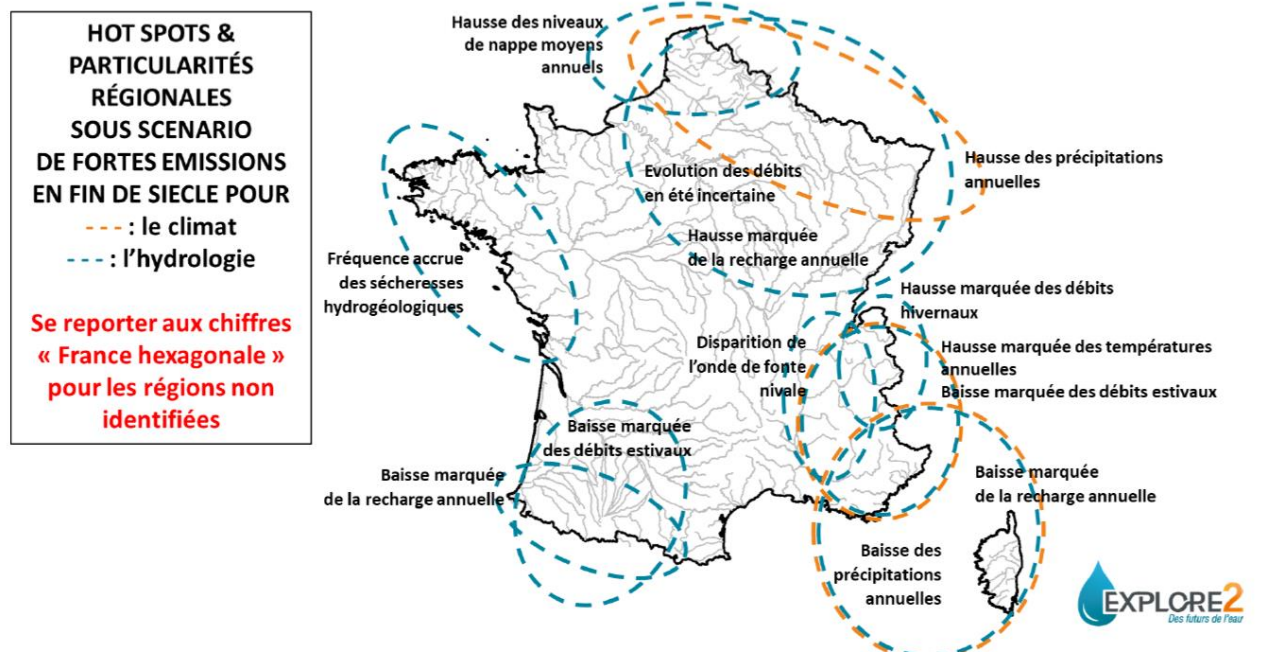 HOT SPOTS &
PARTICULARITÉS
RÉGIONALES
SOUS SCENARIO
DE FORTES EMISSIONS
EN FIN DE SIECLE POUR
- - - : le climat
- - - : l'hydrologie
Se reporter aux chiffres
« France hexagonale »
pour les régions non
identifiées
Hausse des niveaux
de nappe moyens
annuels
Hausse des précipitations
annuelles
Evolution des débits
en été incertaine
Hausse marquée
de la recharge annuelle
Fréquence accrue
des sécheresses
hydrogéologiques
Hausse marquée des débits
hivernaux
Disparition de
l'onde de fonte
nivale
Hausse marquée des températures
annuelles
Baisse marquée des débits estivaux
Baisse marquée
des débits estivaux
Baisse marquée
de la recharge annuelle
Baisse marquée
de la recharge annuelle
Baisse des
précipitations
annuelles
EXPLORE2
Des futurs de l'eau